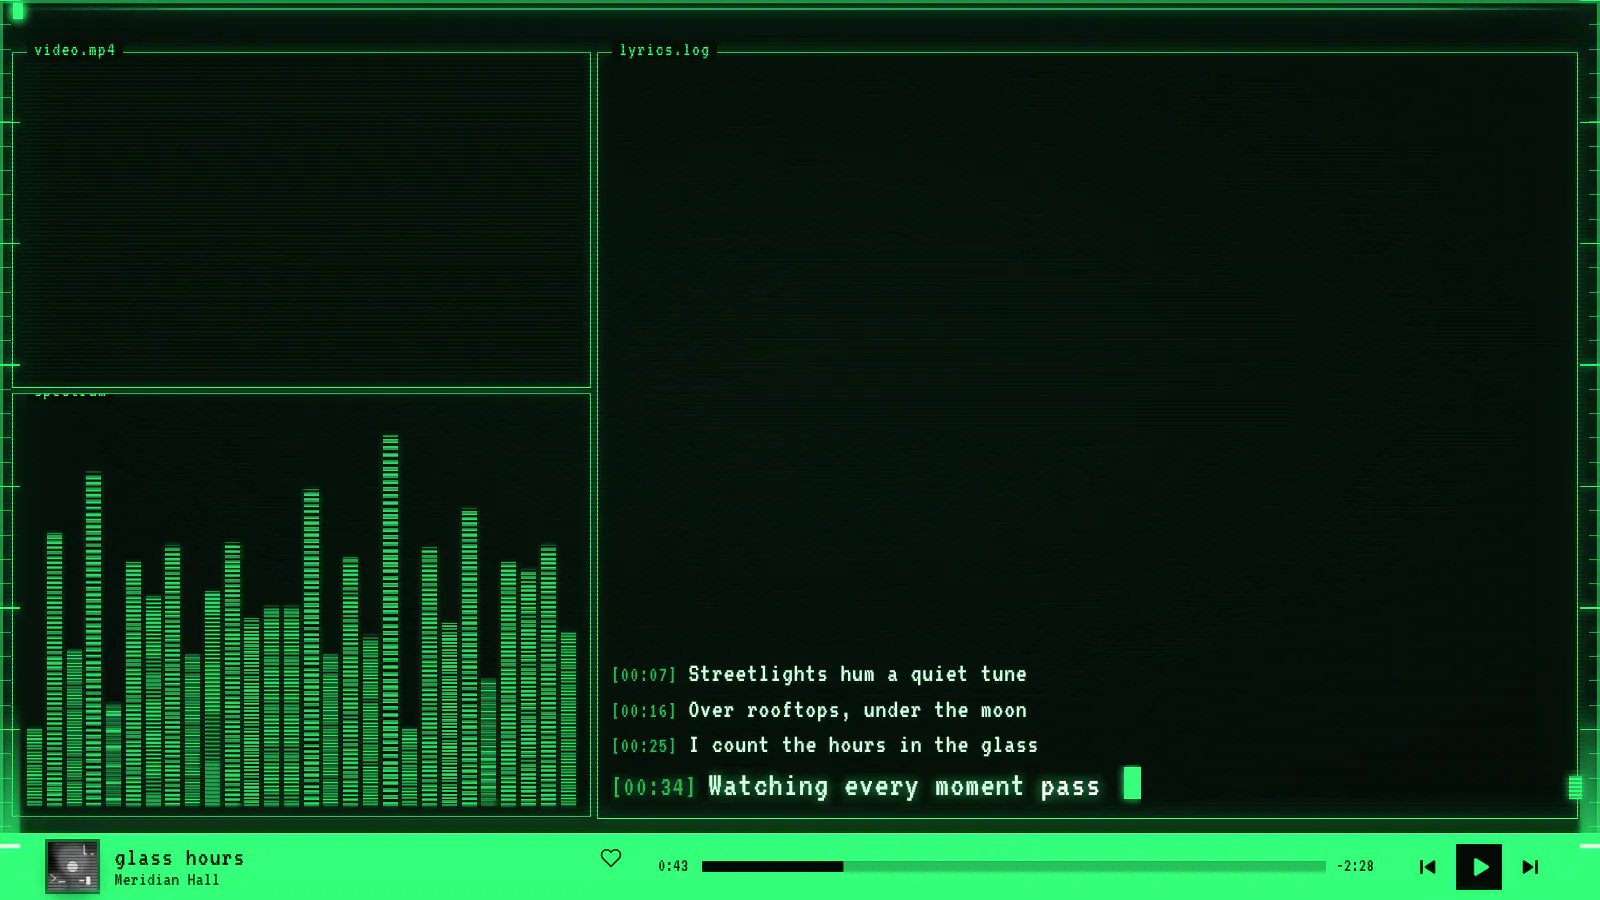 video.mp4
lyrics.log
spectrum
[00:07] Streetlights hum a quiet tune
[00:16] Over rooftops, under the moon
[00:25] I count the hours in the glass
[00:34] Watching every moment pass
glass hours
Meridian Hall
0:43
-2:28